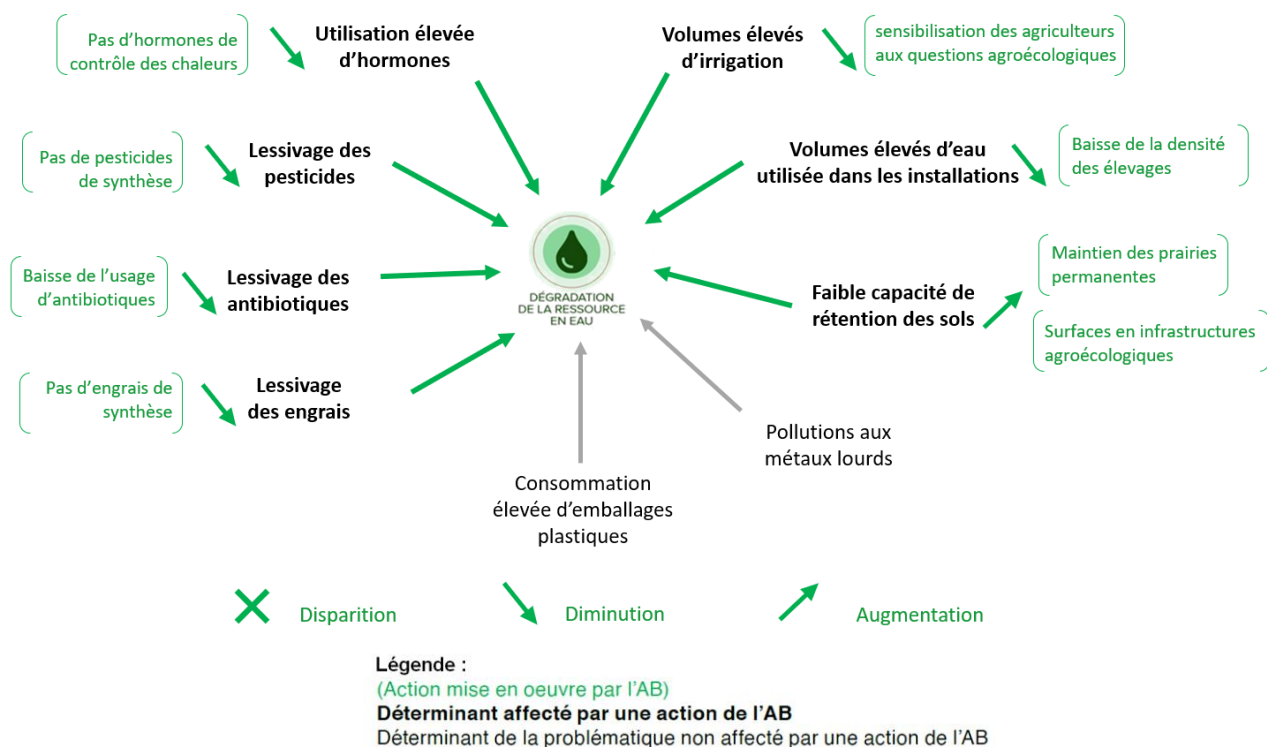 Pas d'hormones de
contrôle des chaleurs
Utilisation élevée
d'hormones
Volumes élevés
d'irrigation
sensibilisation des agriculteurs
aux questions agroécologiques
Pas de pesticides
de synthèse
Lessivage des
pesticides
Volumes élevés d'eau
utilisée dans les installations
Baisse de la densité
des élevages
Baisse de l'usage
d'antibiotiques
Lessivage des
antibiotiques
DÉGRADATION
DE LA RESSOURCE
EN EAU
Faible capacité de
rétention des sols
Maintien des prairies
permanentes
Surfaces en infrastructures
agroécologiques
Pas d'engrais de
synthèse
Lessivage
des engrais
Pollutions aux
métaux lourds
Consommation
élevée d'emballages
plastiques
Disparition
Diminution
Augmentation
Légende :
(Action mise en oeuvre par l'AB)
Déterminant affecté par une action de l'AB
Déterminant de la problématique non affecté par une action de l'AB